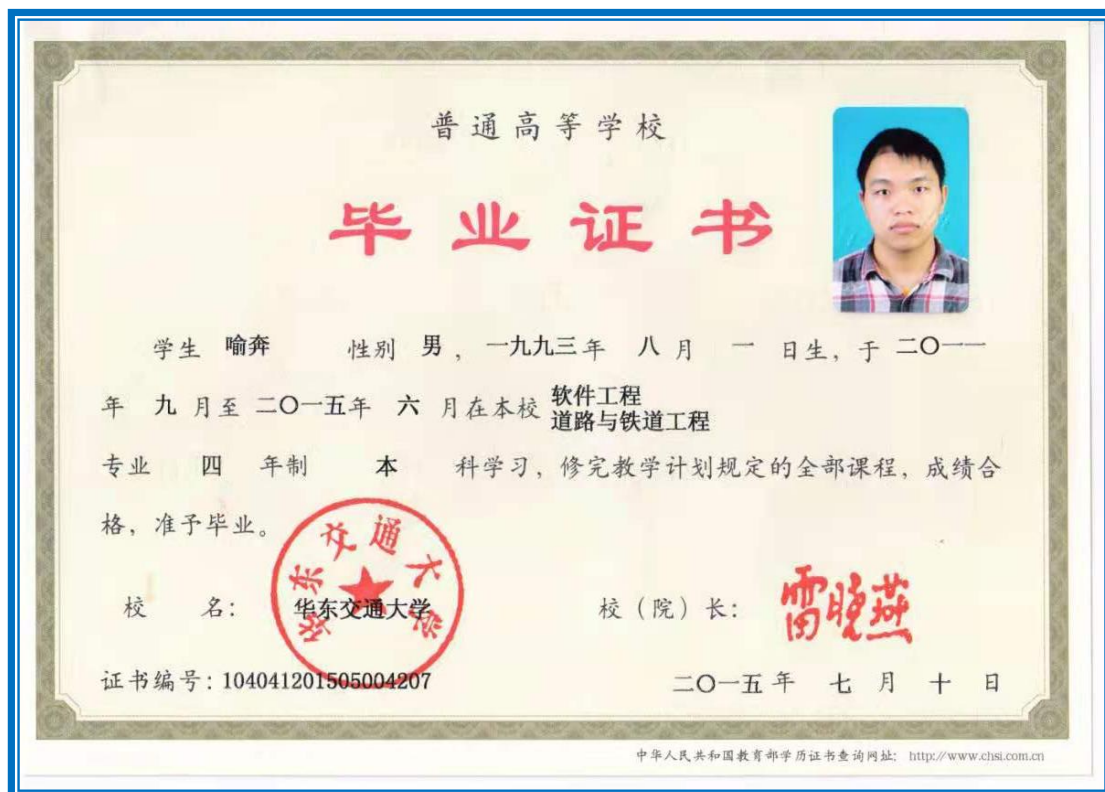 普通高等学校
毕业证书
学生 喻奔 性别 男 ，一九九三年 八 月 一 日生，于 二〇一一
年 九 月至 二〇一五年 六 月在本校 软件工程
道路与铁道工程
专业 四 年制 本 科学习，修完教学计划规定的全部课程，成绩合
格，准予毕业。
华东交通大学
校 名： 华东交通大学 校（院）长： 雷晓燕
证书编号：104041201505004207 二〇一五年 七 月 十 日
中华人民共和国教育部学历证书查询网址： http://www.chsi.com.cn